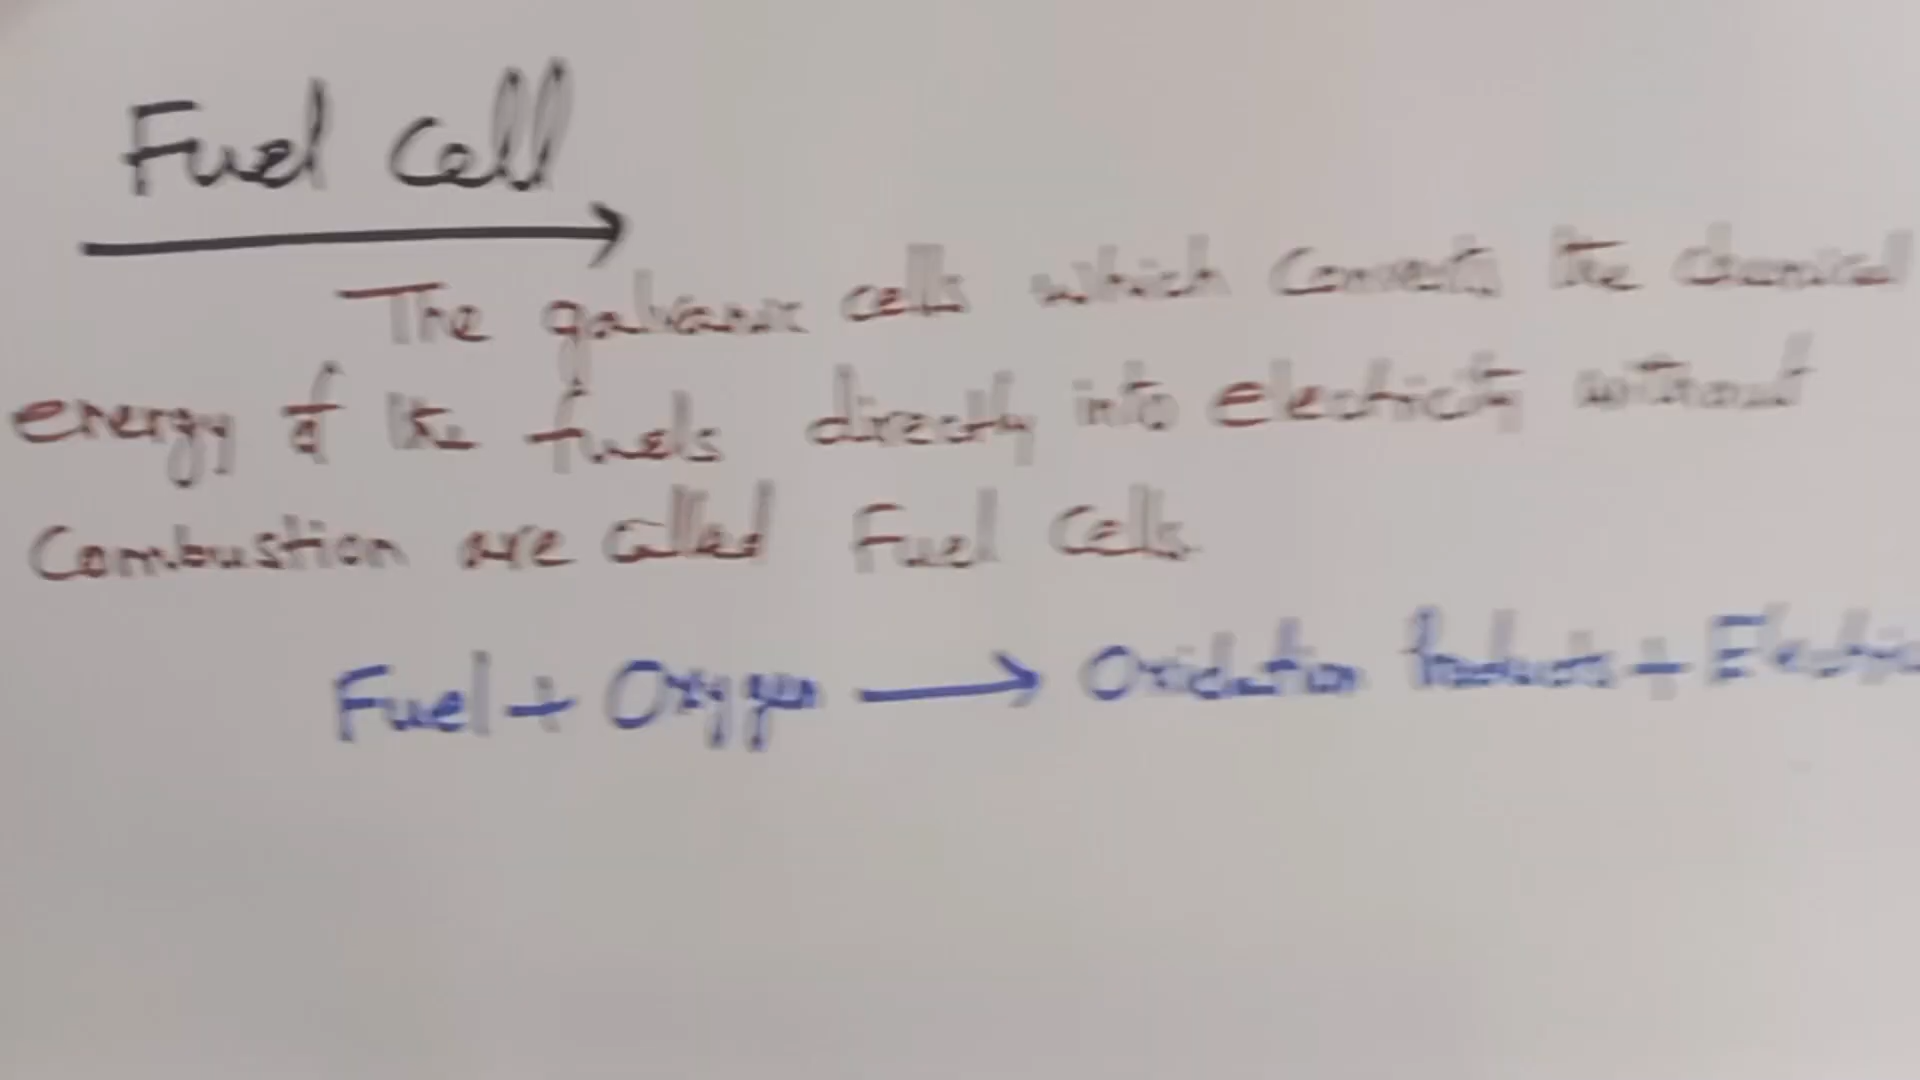 Fuel Cell
The galvanic cells which converts the chemical
energy of the fuels directly into electricity without
Combustion are called Fuel Cells.
Fuel + Oxygen → Oxidation Products + Electric